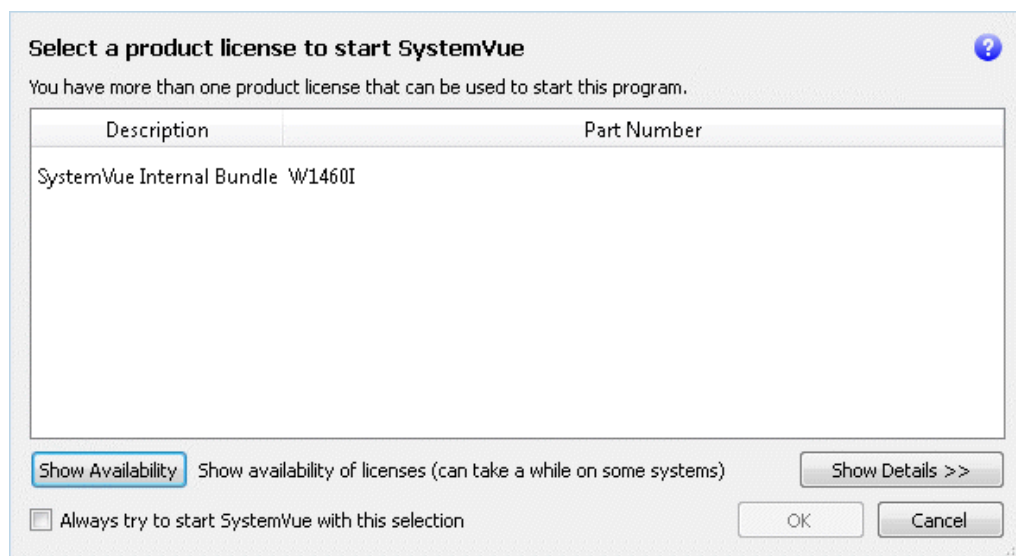 Select a product license to start SystemVue
?
You have more than one product license that can be used to start this program.
Description Part Number
SystemVue Internal Bundle W1460I
Show Availability Show availability of licenses (can take a while on some systems) Show Details >>
Always try to start SystemVue with this selection OK Cancel